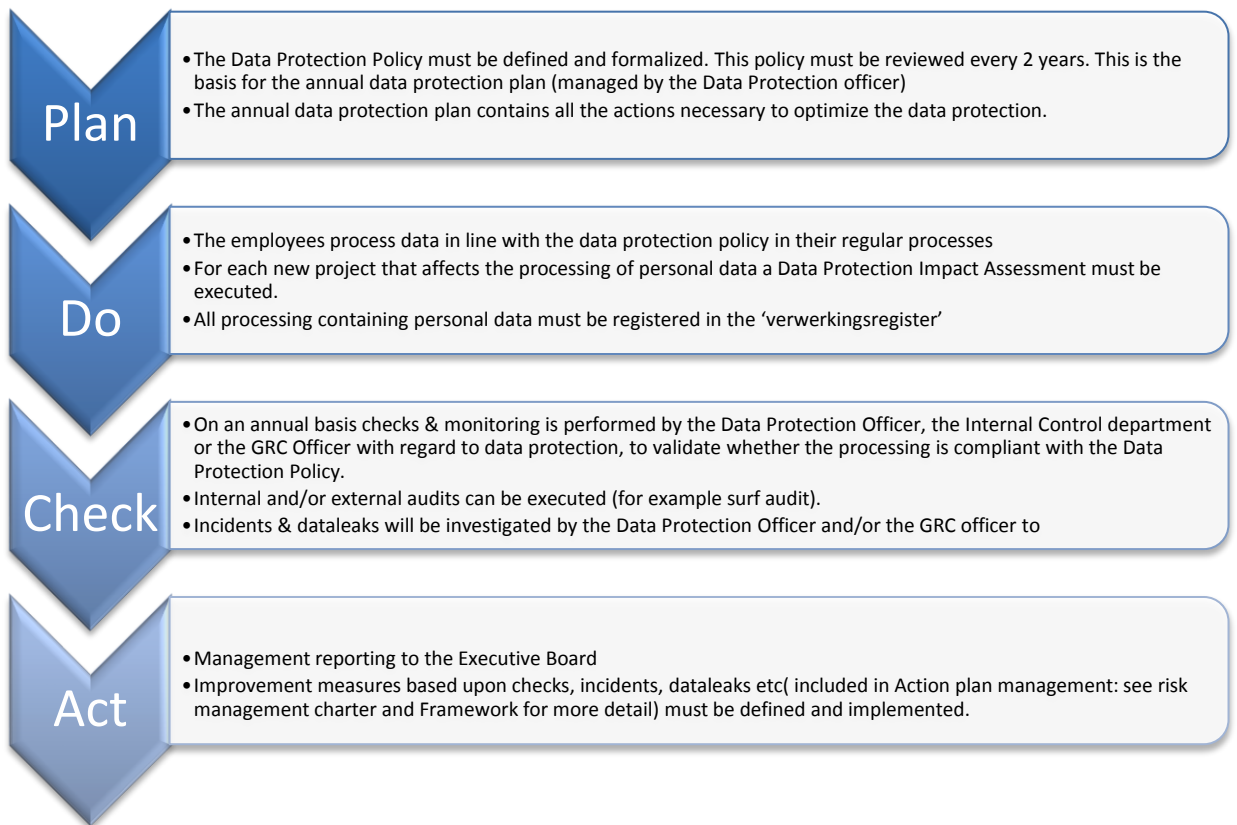 Plan
•The Data Protection Policy must be defined and formalized. This policy must be reviewed every 2 years. This is the
basis for the annual data protection plan (managed by the Data Protection officer)
•The annual data protection plan contains all the actions necessary to optimize the data protection.
Do
•The employees process data in line with the data protection policy in their regular processes
•For each new project that affects the processing of personal data a Data Protection Impact Assessment must be
executed.
•All processing containing personal data must be registered in the ‘verwerkingsregister’
Check
•On an annual basis checks & monitoring is performed by the Data Protection Officer, the Internal Control department
or the GRC Officer with regard to data protection, to validate whether the processing is compliant with the Data
Protection Policy.
•Internal and/or external audits can be executed (for example surf audit).
•Incidents & dataleaks will be investigated by the Data Protection Officer and/or the GRC officer to
Act
•Management reporting to the Executive Board
•Improvement measures based upon checks, incidents, dataleaks etc( included in Action plan management: see risk
management charter and Framework for more detail) must be defined and implemented.